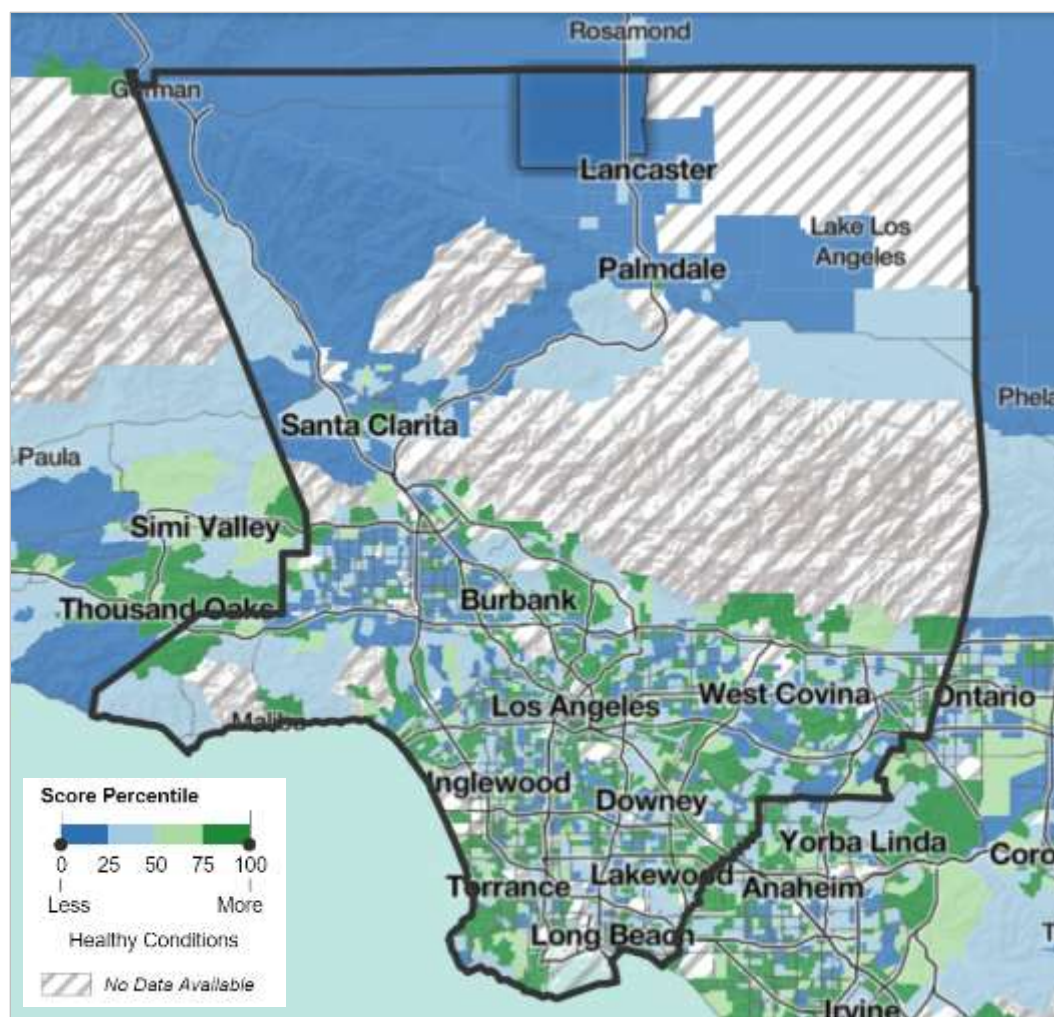 Rosamond
Gorman
Lancaster
Lake Los
Angeles
Palmdale
Santa Clarita
Phela
Paula
Simi Valley
Thousand Oaks
Burbank
Los Angeles
West Covina
Ontario
Malibu
Inglewood
Downey
Yorba Linda
Coro
Lakewood
Torrance
Anaheim
Long Beach
T
Irvine
Score Percentile
0 25 50 75 100
Less More
Healthy Conditions
No Data Available